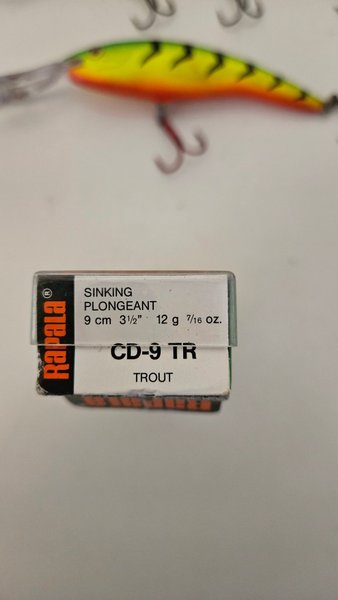 RAPALA®
SINKING
PLONGEANT
9 cm 3½" 12 g 7/16 oz.
CD-9 TR
TROUT